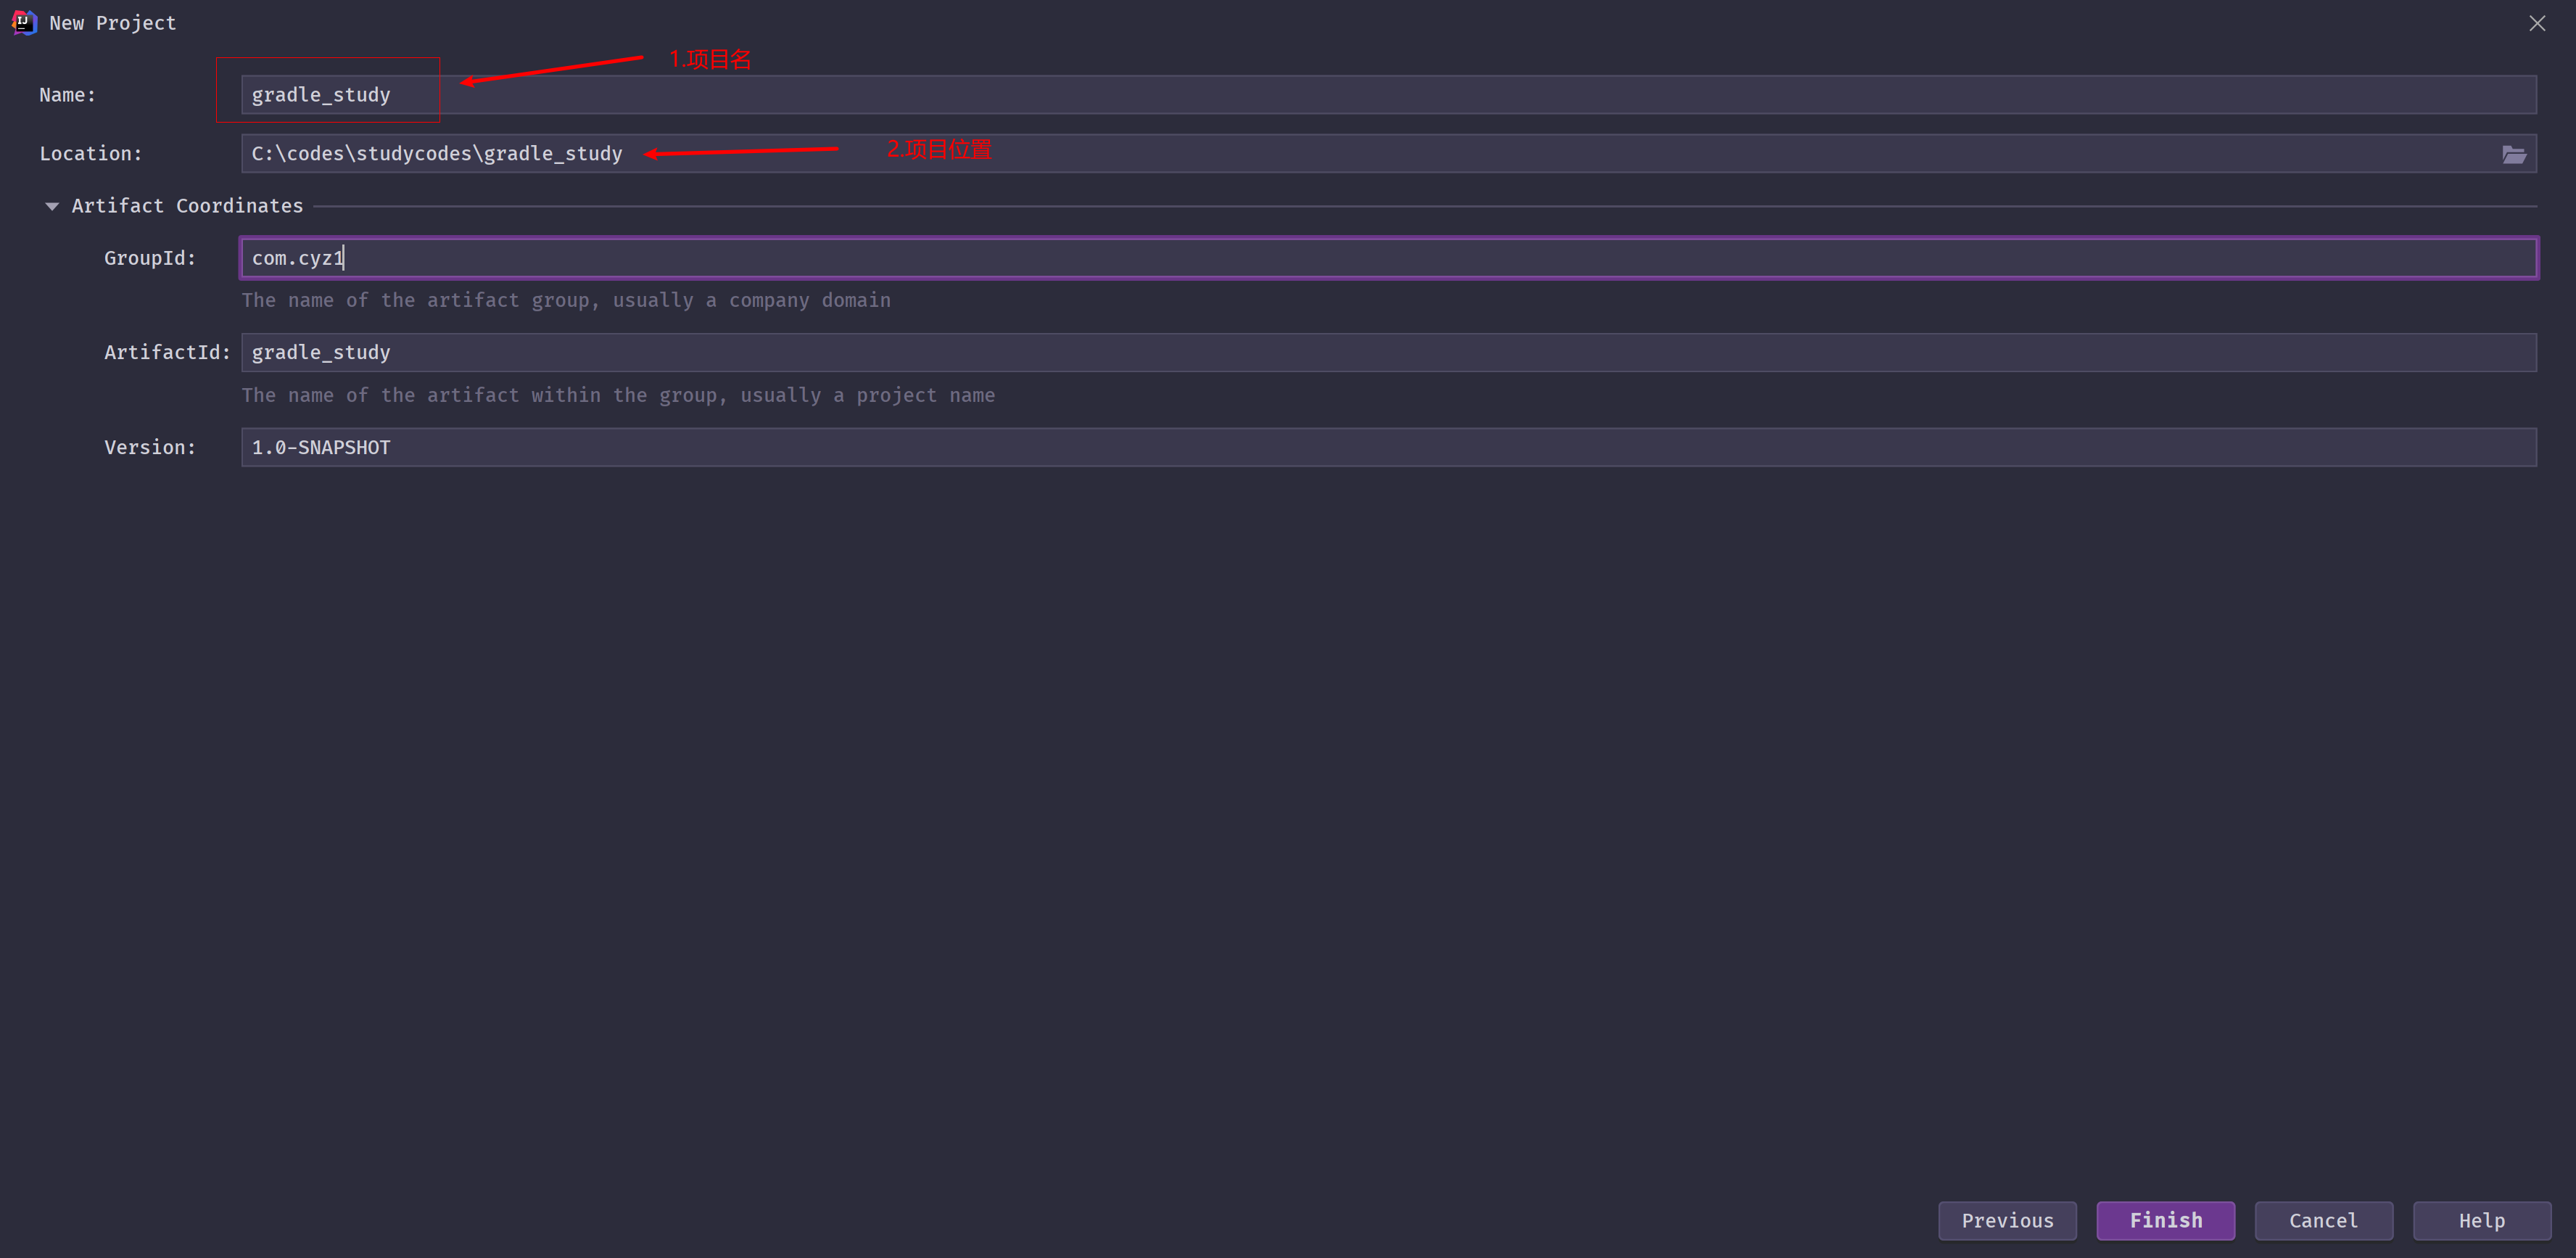 New Project
1.项目名
Name: gradle_study
Location: C:\codes\studycodes\gradle_study 2.项目位置
Artifact Coordinates
GroupId: com.cyz1
The name of the artifact group, usually a company domain
ArtifactId: gradle_study
The name of the artifact within the group, usually a project name
Version: 1.0-SNAPSHOT
Previous Finish Cancel Help